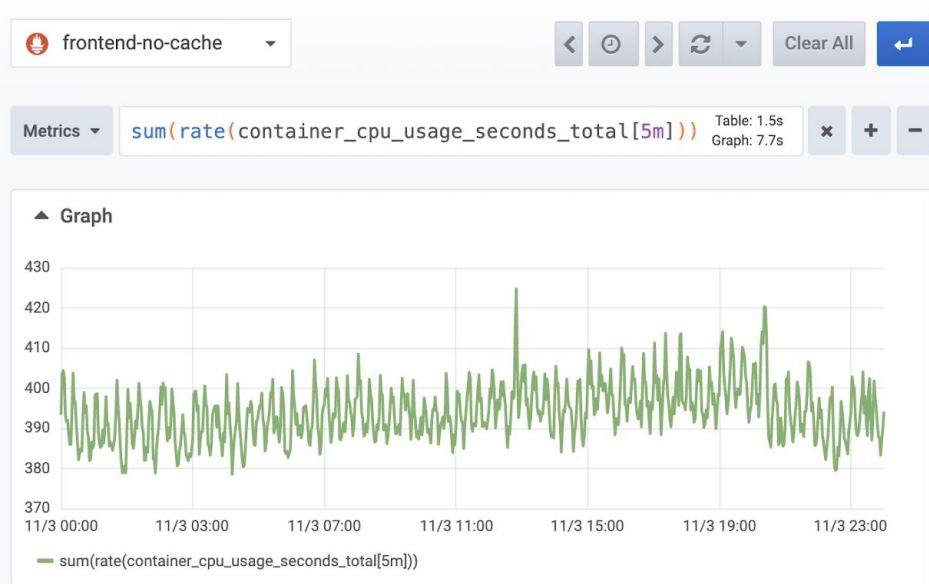 frontend-no-cache
Clear All
Metrics
sum(rate(container_cpu_usage_seconds_total[5m]))
Table: 1.5s
Graph: 7.7s
Graph
430
420
410
400
390
380
370
11/3 00:00 11/3 03:00 11/3 07:00 11/3 11:00 11/3 15:00 11/3 19:00 11/3 23:00
sum(rate(container_cpu_usage_seconds_total[5m]))